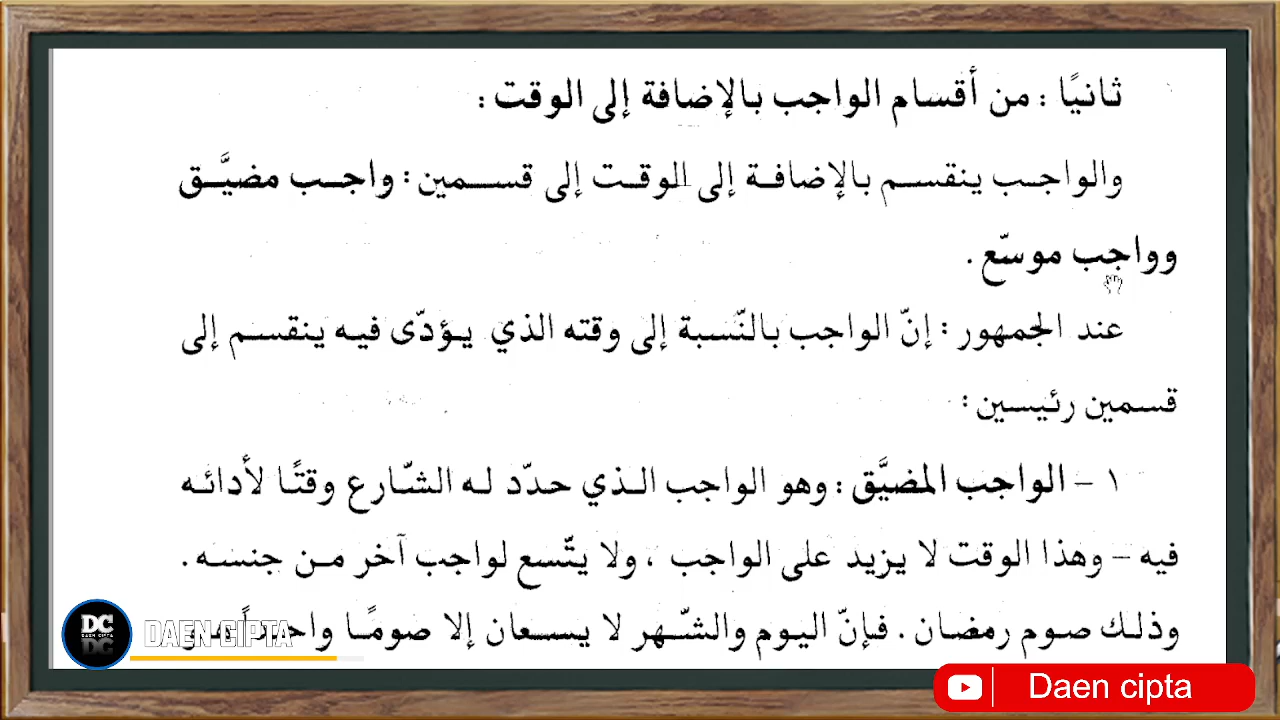 ثانيًا : من أقسام الواجب بالإضافة إلى الوقت :
والواجب ينقسم بالإضافة إلى الوقت إلى قسمين : واجب مضيَّق
وواجب موسّع .
عند الجمهور : إنّ الواجب بالنّسبة إلى وقته الذي يؤدّى فيه ينقسم إلى
قسمين رئيسين :
١ – الواجب المضيَّق : وهو الواجب الذي حدّد له الشّارع وقتًا لأدائه
فيه – وهذا الوقت لا يزيد على الواجب ، ولا يتّسع لواجب آخر من جنسه .
وذلك صوم رمضان . فإنّ اليوم والشّهر لا يسعان إلا صومًا
DC
DAEN CIPTA
DAEN CIPTA
Daen cipta